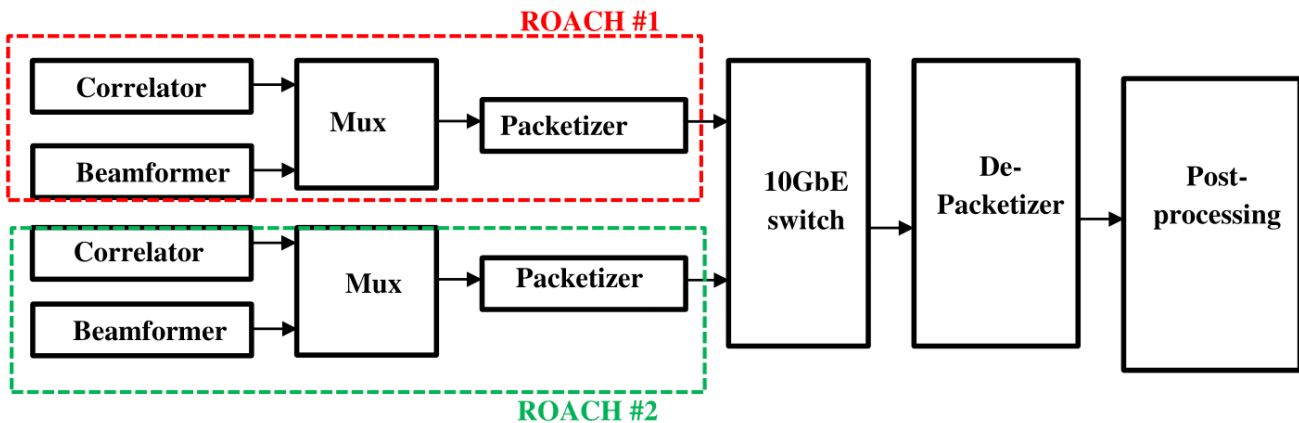 ROACH #1
Correlator
Beamformer
Mux
Packetizer
Correlator
Beamformer
Mux
Packetizer
ROACH #2
10GbE
switch
De-
Packetizer
Post-
processing